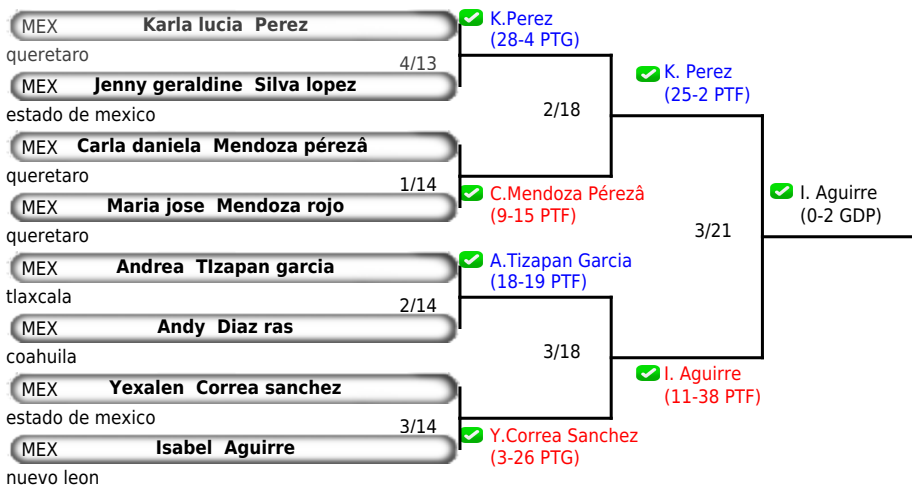 MEX Karla lucia  Perez
queretaro
4/13
MEX Jenny geraldine  Silva lopez
estado de mexico
MEX Carla daniela  Mendoza pérezâ
queretaro
1/14
MEX Maria jose  Mendoza rojo
queretaro
MEX Andrea  TIzapan garcia
tlaxcala
2/14
MEX Andy  Diaz ras
coahuila
MEX Yexalen  Correa sanchez
estado de mexico
3/14
MEX Isabel  Aguirre
nuevo leon
K.Perez
(28-4 PTG)
2/18
C.Mendoza Pérezâ
(9-15 PTF)
A.Tizapan Garcia
(18-19 PTF)
3/18
Y.Correa Sanchez
(3-26 PTG)
K. Perez
(25-2 PTF)
3/21
I. Aguirre
(11-38 PTF)
I. Aguirre
(0-2 GDP)